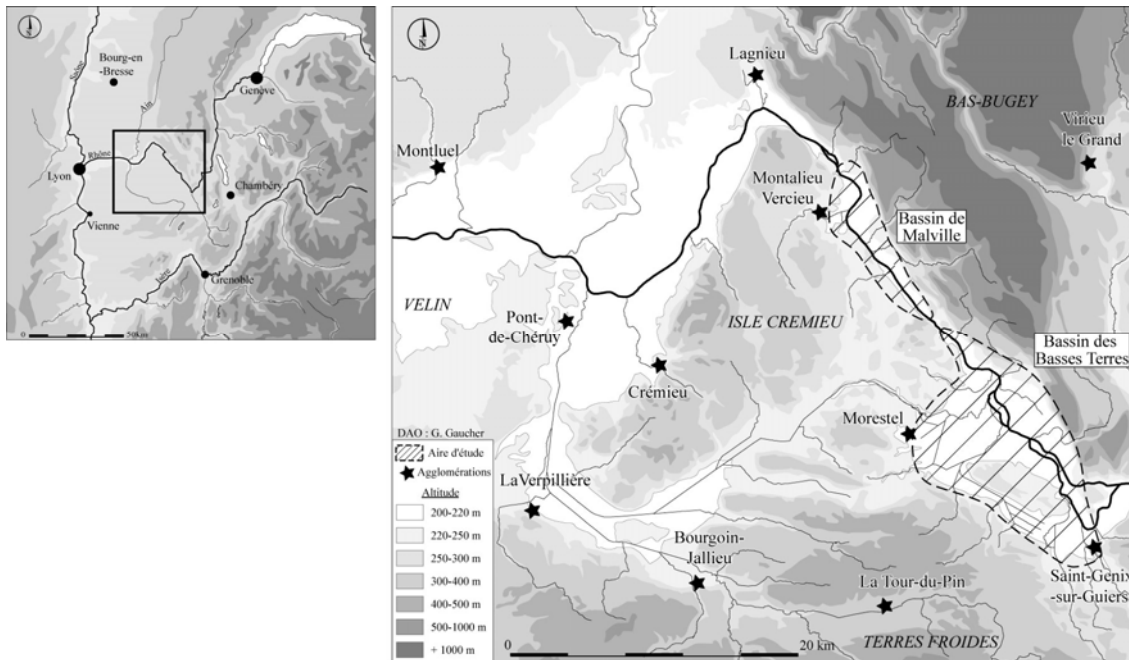 N
Bourg-en
-Bresse
Saône
Ain
Genève
Rhône
Lyon
Chambéry
Vienne
Isère
Grenoble
0
50km
N
Lagnieu
BAS-BUGEY
Virieu
le Grand
Montluel
Montalieu
Vercieu
Bassin de
Malville
VELIN
Pont-
de-Chéruy
ISLE CREMIEU
Bassin des
Basses Terres
Crémieu
Morestel
DAO : G. Gaucher
Aire d'étude
Agglomérations
Altitude
200-220 m
220-250 m
250-300 m
300-400 m
400-500 m
500-1000 m
+ 1000 m
La Verpillière
Bourgoin-
Jallieu
La Tour-du-Pin
Saint-Genix
-sur-Guiers
TERRES FROIDES
0
20 km